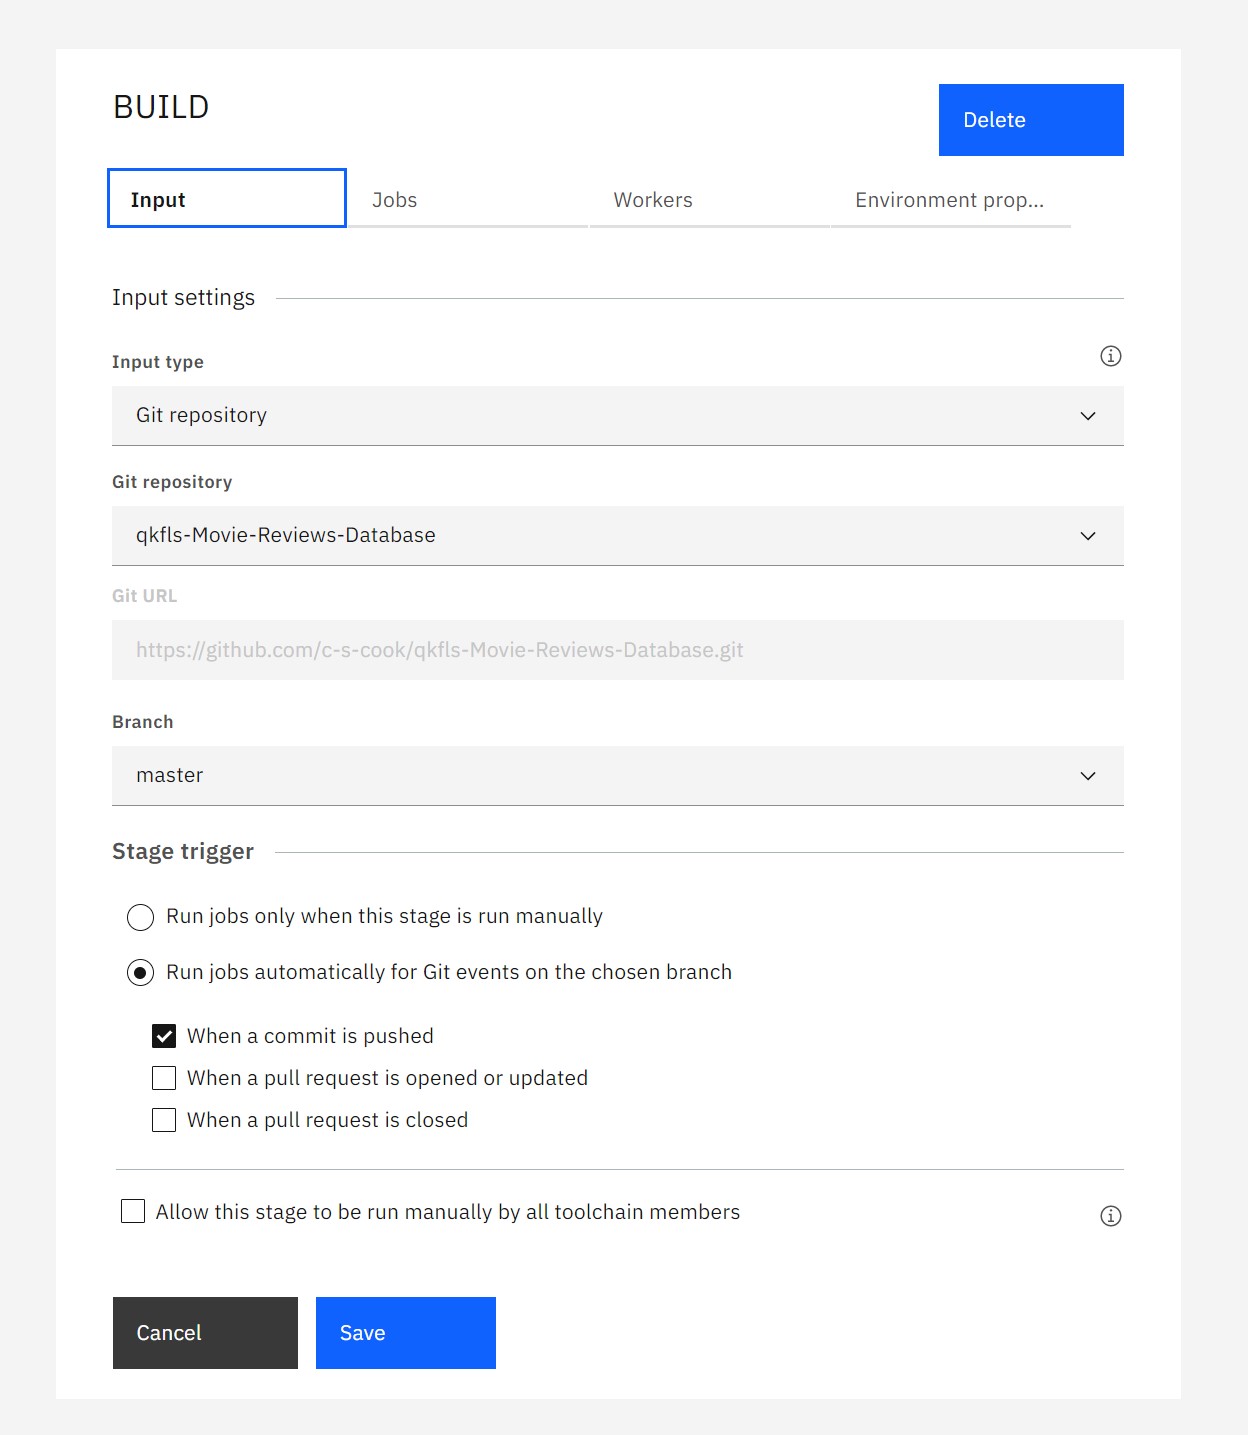 BUILD
Delete
Input
Jobs
Workers
Environment prop...
Input settings
Input type
Git repository
Git repository
qkfls-Movie-Reviews-Database
Git URL
https://github.com/c-s-cook/qkfls-Movie-Reviews-Database.git
Branch
master
Stage trigger
Run jobs only when this stage is run manually
Run jobs automatically for Git events on the chosen branch
When a commit is pushed
When a pull request is opened or updated
When a pull request is closed
Allow this stage to be run manually by all toolchain members
Cancel
Save